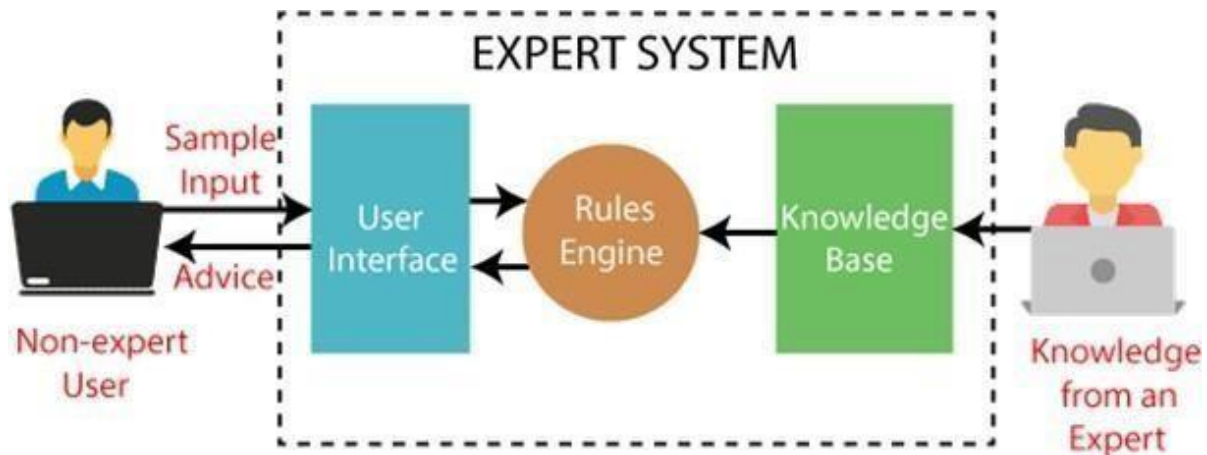 EXPERT SYSTEM
Sample
Input
Advice
Non-expert
User
User
Interface
Rules
Engine
Knowledge
Base
Knowledge
from an
Expert